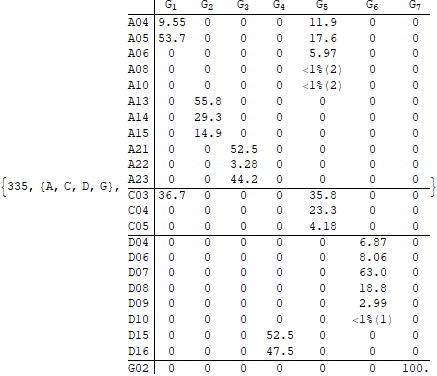 G1 G2 G3 G4 G5 G6 G7
A04 9.55 0 0 0 11.9 0 0
A05 53.7 0 0 0 17.6 0 0
A06 0 0 0 0 5.97 0 0
A08 0 0 0 0 <1%(2) 0 0
A10 0 0 0 0 <1%(2) 0 0
A13 0 55.8 0 0 0 0 0
A14 0 29.3 0 0 0 0 0
A15 0 14.9 0 0 0 0 0
A21 0 0 52.5 0 0 0 0
A22 0 0 3.28 0 0 0 0
A23 0 0 44.2 0 0 0 0
{335, {A, C, D, G}, }
C03 36.7 0 0 0 35.8 0 0
C04 0 0 0 0 23.3 0 0
C05 0 0 0 0 4.18 0 0
D04 0 0 0 0 0 6.87 0
D06 0 0 0 0 0 8.06 0
D07 0 0 0 0 0 63.0 0
D08 0 0 0 0 0 18.8 0
D09 0 0 0 0 0 2.99 0
D10 0 0 0 0 0 <1%(1) 0
D15 0 0 0 52.5 0 0 0
D16 0 0 0 47.5 0 0 0
G02 0 0 0 0 0 0 100.